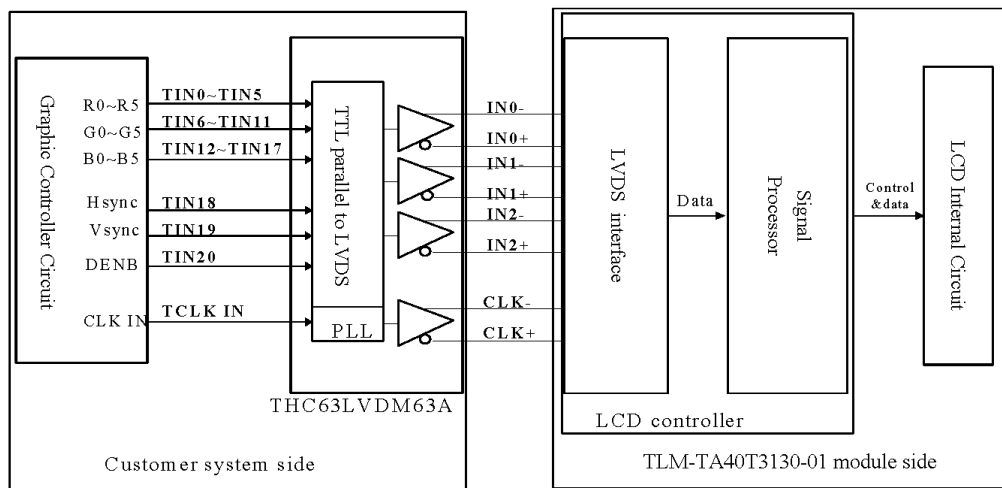 Graphic Controller Circuit
R0~R5
G0~G5
B0~B5
Hsync
Vsync
DENB
CLK IN
TIN0~TIN5
TIN6~TIN11
TIN12~TIN17
TIN18
TIN19
TIN20
TCLK IN
TTL parallel to LVDS
PLL
THC63LVDM63A
Customer system side
IN0-
IN0+
IN1-
IN1+
IN2-
IN2+
CLK-
CLK+
LVDS interface
Data
Signal
Processor
LCD controller
Control
&data
LCD Internal Circuit
TLM-TA40T3130-01 module side